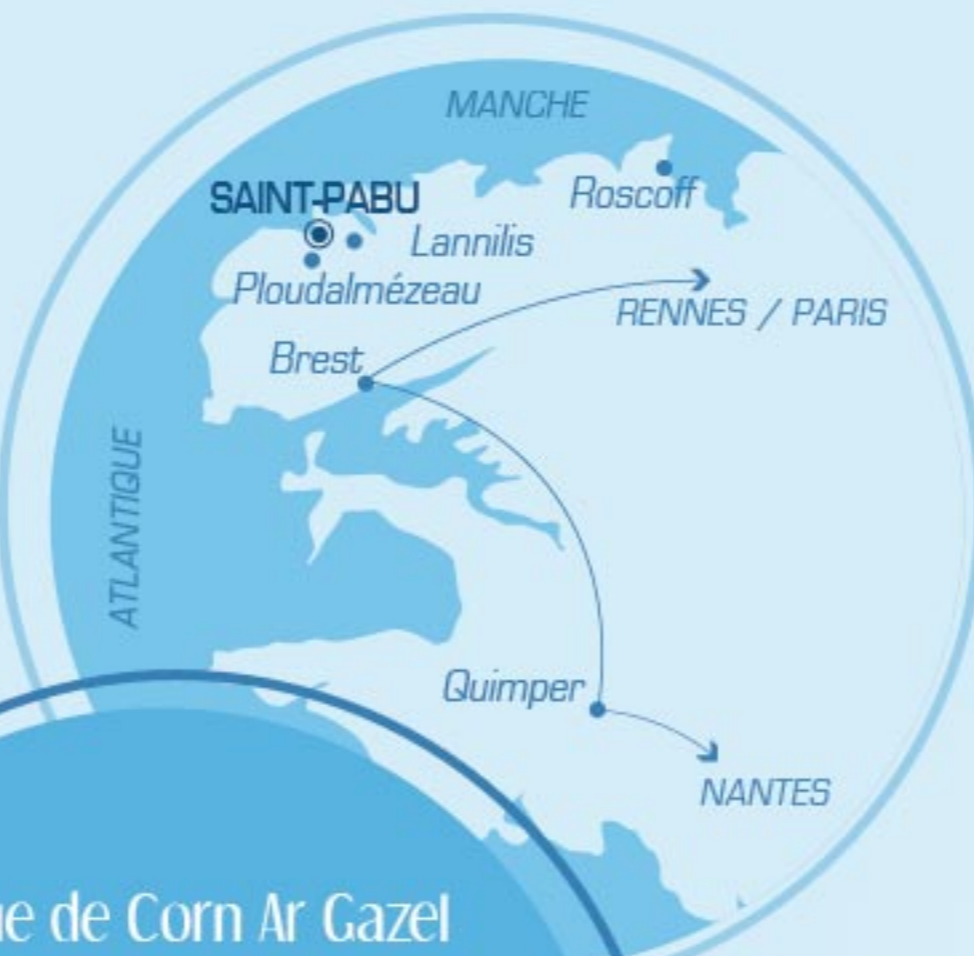 MANCHE
SAINT-PABU
Roscoff
Lannilis
Ploudalmézeau
RENNES / PARIS
Brest
ATLANTIQUE
Quimper
NANTES
de Corn Ar Gazel